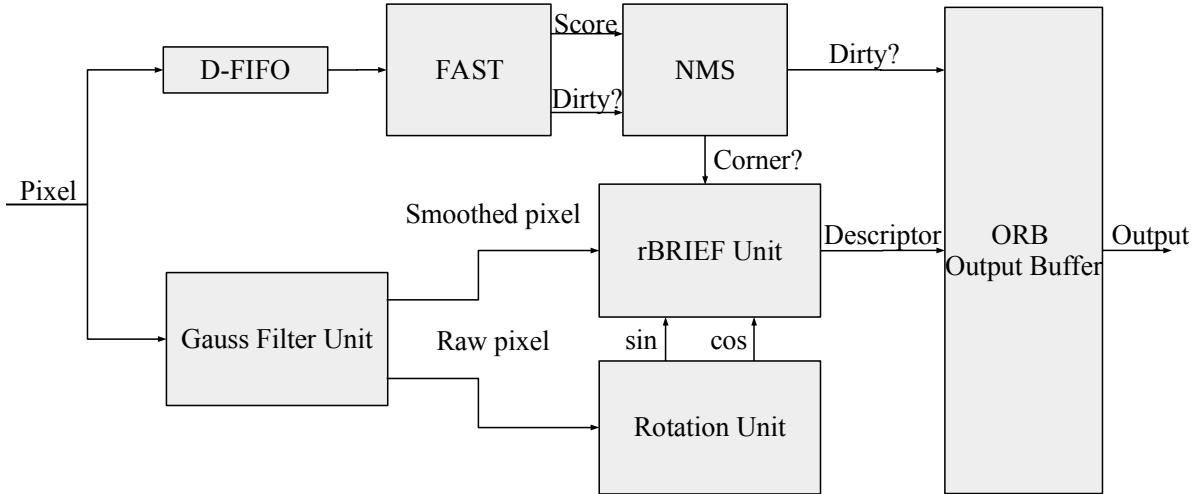 Score
D-FIFO
FAST
NMS
Dirty?
Dirty?
Corner?
Pixel
Smoothed pixel
rBRIEF Unit
Descriptor
ORB
Output Buffer
Output
Gauss Filter Unit
Raw pixel
sin
cos
Rotation Unit